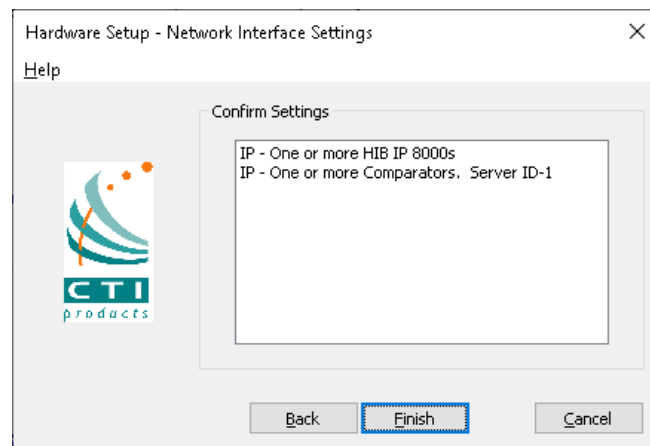 Hardware Setup - Network Interface Settings
Help
Confirm Settings
IP - One or more HIB IP 8000s
IP - One or more Comparators.  Server ID-1
CTI
products
Back
Finish
Cancel